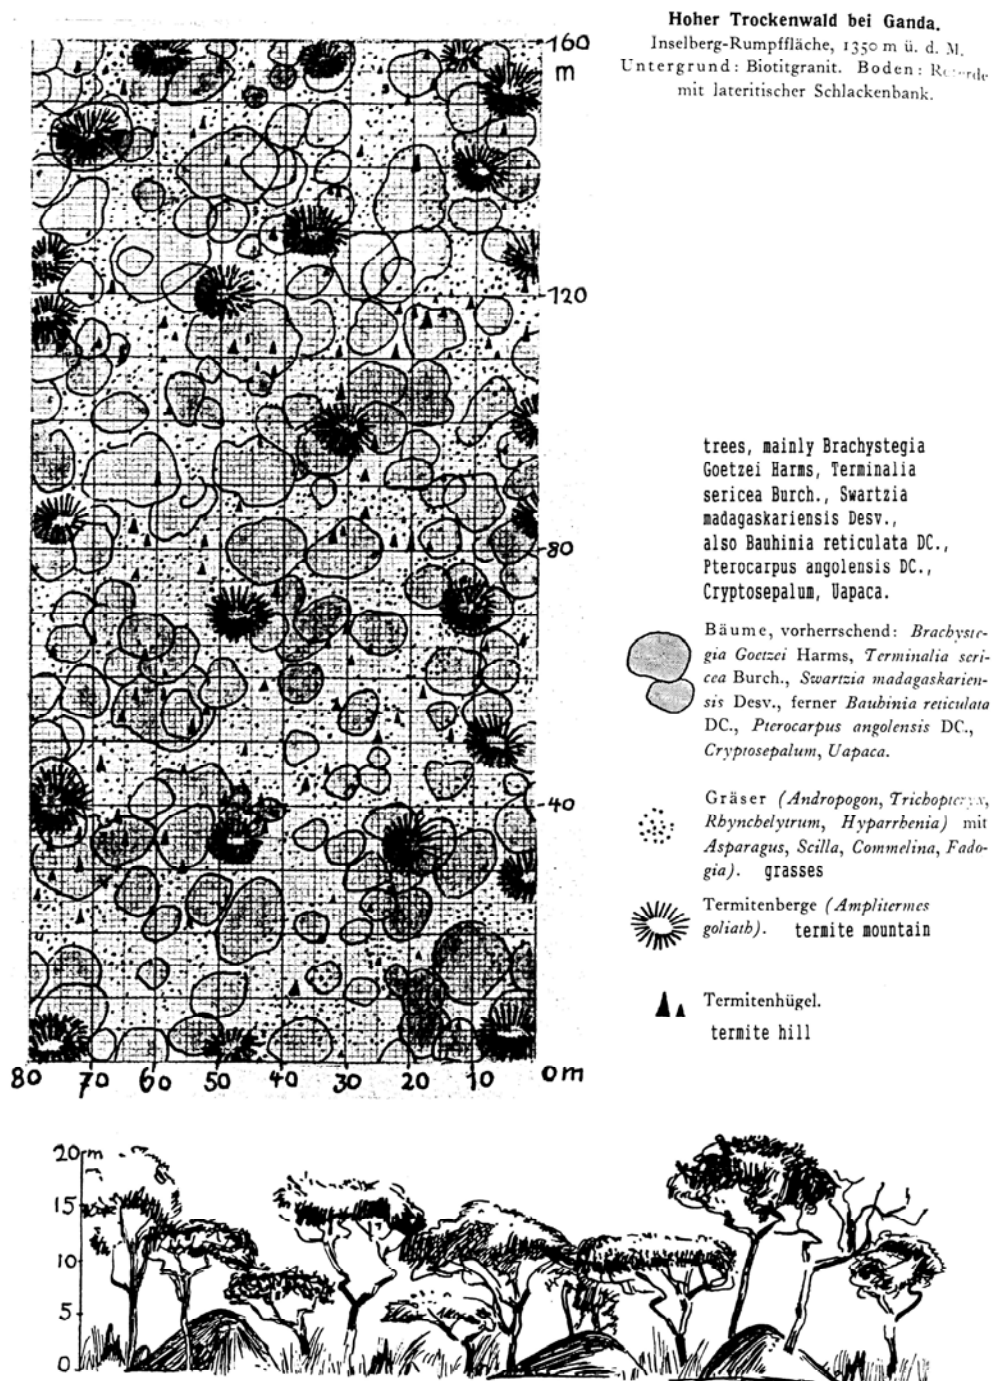 Hoher Trockenwald bei Ganda.
Inselberg-Rumpffläche, 1350 m ü. d. M.
Untergrund: Biotitgranit. Boden:
mit lateritischer Schlackenbank.
160
m
120
80
40
80 70 60 50 40 30 20 10 0m
trees, mainly Brachystegia
Goetzei Harms, Terminalia
sericea Burch., Swartzia
madagaskariensis Desv.,
also Bauhinia reticulata DC.,
Pterocarpus angolensis DC.,
Cryptosepalum, Uapaca.
Bäume, vorherrschend: Brachyste-
gia Goetzei Harms, Terminalia seri-
cea Burch., Swartzia madagaskarien-
sis Desv., ferner Bauhinia reticulata
DC., Pterocarpus angolensis DC.,
Cryptosepalum, Uapaca.
Gräser (Andropogon, Trichopteryx,
Rhynchelytrum, Hyparrhenia) mit
Asparagus, Scilla, Commelina, Fado-
gia). grasses
Termitenberge (Amplitermes
goliath). termite mountain
Termitenhügel.
termite hill
20m
15
10
5
0